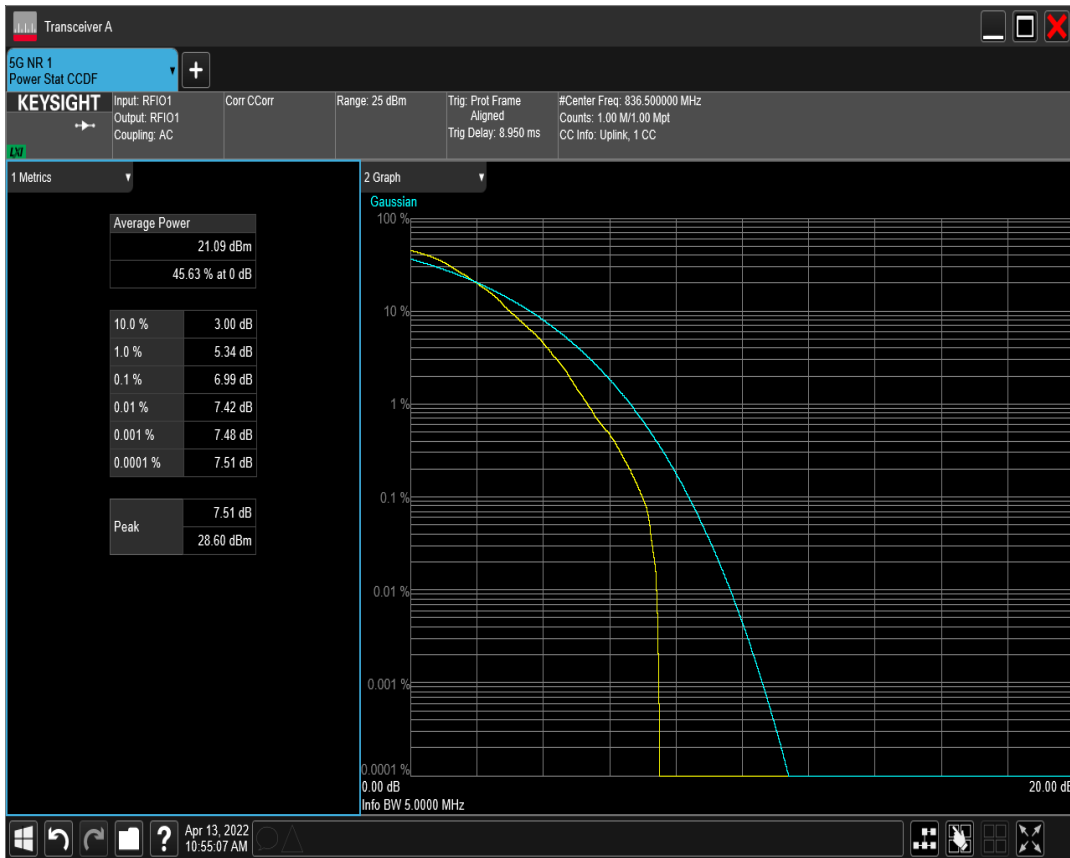 Transceiver A
5G NR 1
Power Stat CCDF
+
KEYSIGHT
LXI
Input: RFIO1
Output: RFIO1
Coupling: AC
Corr CCorr
Range: 25 dBm
Trig: Prot Frame
Aligned
Trig Delay: 8.950 ms
#Center Freq: 836.500000 MHz
Counts: 1.00 M/1.00 Mpt
CC Info: Uplink, 1 CC
1 Metrics
Average Power
21.09 dBm
45.63 % at 0 dB
10.0 % 3.00 dB
1.0 % 5.34 dB
0.1 % 6.99 dB
0.01 % 7.42 dB
0.001 % 7.48 dB
0.0001 % 7.51 dB
Peak
7.51 dB
28.60 dBm
2 Graph
Gaussian
100 %
10 %
1 %
0.1 %
0.01 %
0.001 %
0.0001 %
0.00 dB 20.00 dB
Info BW 5.0000 MHz
? Apr 13, 2022
10:55:07 AM